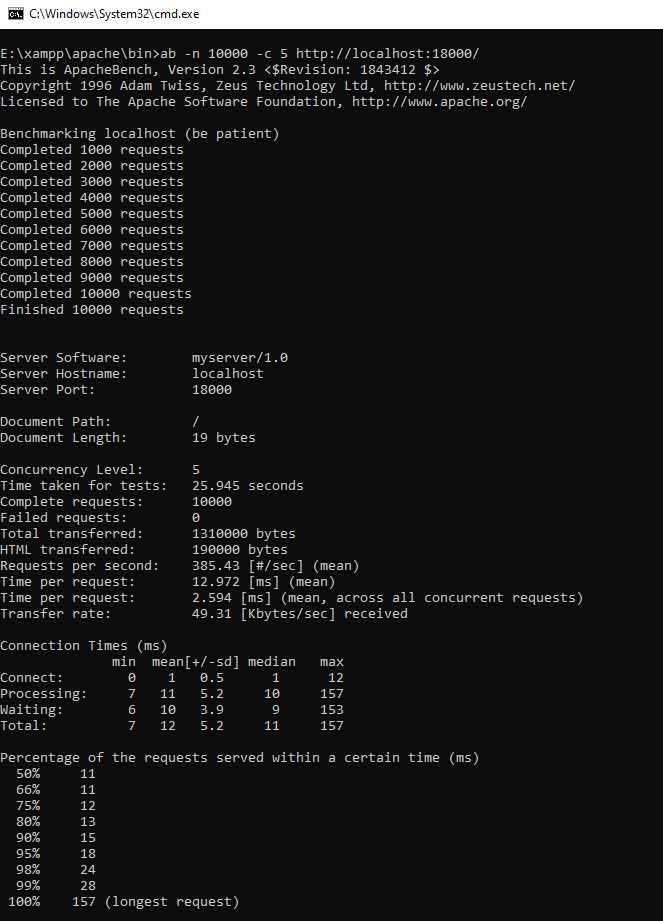 C:\Windows\System32\cmd.exe
E:\xampp\apache\bin>ab -n 10000 -c 5 http://localhost:18000/
This is ApacheBench, Version 2.3 <$Revision: 1843412 $>
Copyright 1996 Adam Twiss, Zeus Technology Ltd, http://www.zeustech.net/
Licensed to The Apache Software Foundation, http://www.apache.org/
Benchmarking localhost (be patient)
Completed 1000 requests
Completed 2000 requests
Completed 3000 requests
Completed 4000 requests
Completed 5000 requests
Completed 6000 requests
Completed 7000 requests
Completed 8000 requests
Completed 9000 requests
Completed 10000 requests
Finished 10000 requests
Server Software:        myserver/1.0
Server Hostname:        localhost
Server Port:            18000
Document Path:          /
Document Length:        19 bytes
Concurrency Level:      5
Time taken for tests:   25.945 seconds
Complete requests:      10000
Failed requests:        0
Total transferred:      1310000 bytes
HTML transferred:       190000 bytes
Requests per second:    385.43 [#/sec] (mean)
Time per request:       12.972 [ms] (mean)
Time per request:       2.594 [ms] (mean, across all concurrent requests)
Transfer rate:          49.31 [Kbytes/sec] received
Connection Times (ms)
              min  mean[+/-sd] median   max
Connect:        0    1   0.5      1      12
Processing:     7   11   5.2     10     157
Waiting:        6   10   3.9      9     153
Total:          7   12   5.2     11     157
Percentage of the requests served within a certain time (ms)
  50%     11
  66%     11
  75%     12
  80%     13
  90%     15
  95%     18
  98%     24
  99%     28
 100%    157 (longest request)